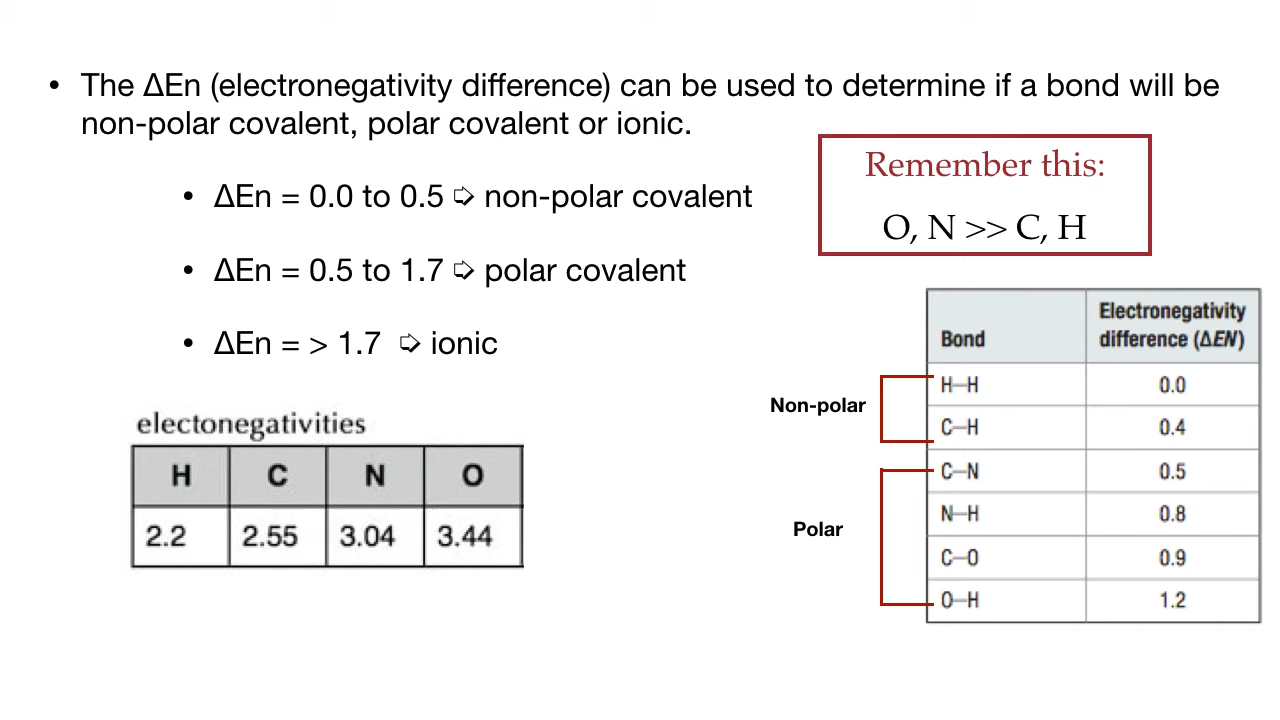 • The ΔEn (electronegativity difference) can be used to determine if a bond will be
non-polar covalent, polar covalent or ionic.
• ΔEn = 0.0 to 0.5 ➩ non-polar covalent
• ΔEn = 0.5 to 1.7 ➩ polar covalent
• ΔEn = > 1.7 ➩ ionic
Remember this:
O, N >> C, H
electonegativities
H C N O
2.2 2.55 3.04 3.44
Bond Electronegativity difference (ΔEN)
Non-polar
H–H 0.0
C–H 0.4
Polar
C–N 0.5
N–H 0.8
C–O 0.9
O–H 1.2